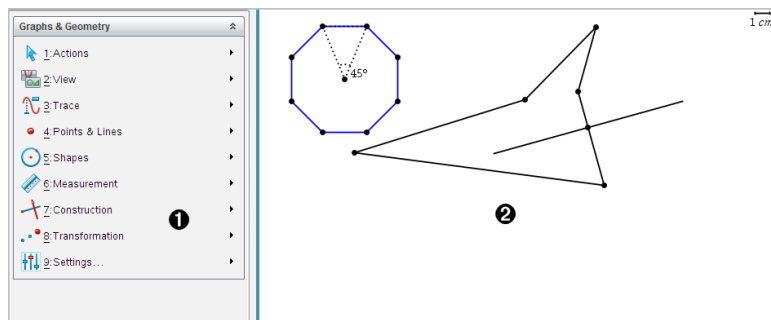 Graphs & Geometry
1:Actions
2:View
3:Trace
4:Points & Lines
5:Shapes
6:Measurement
7:Construction
8:Transformation
9:Settings...
❶
45°
1 cm
❷